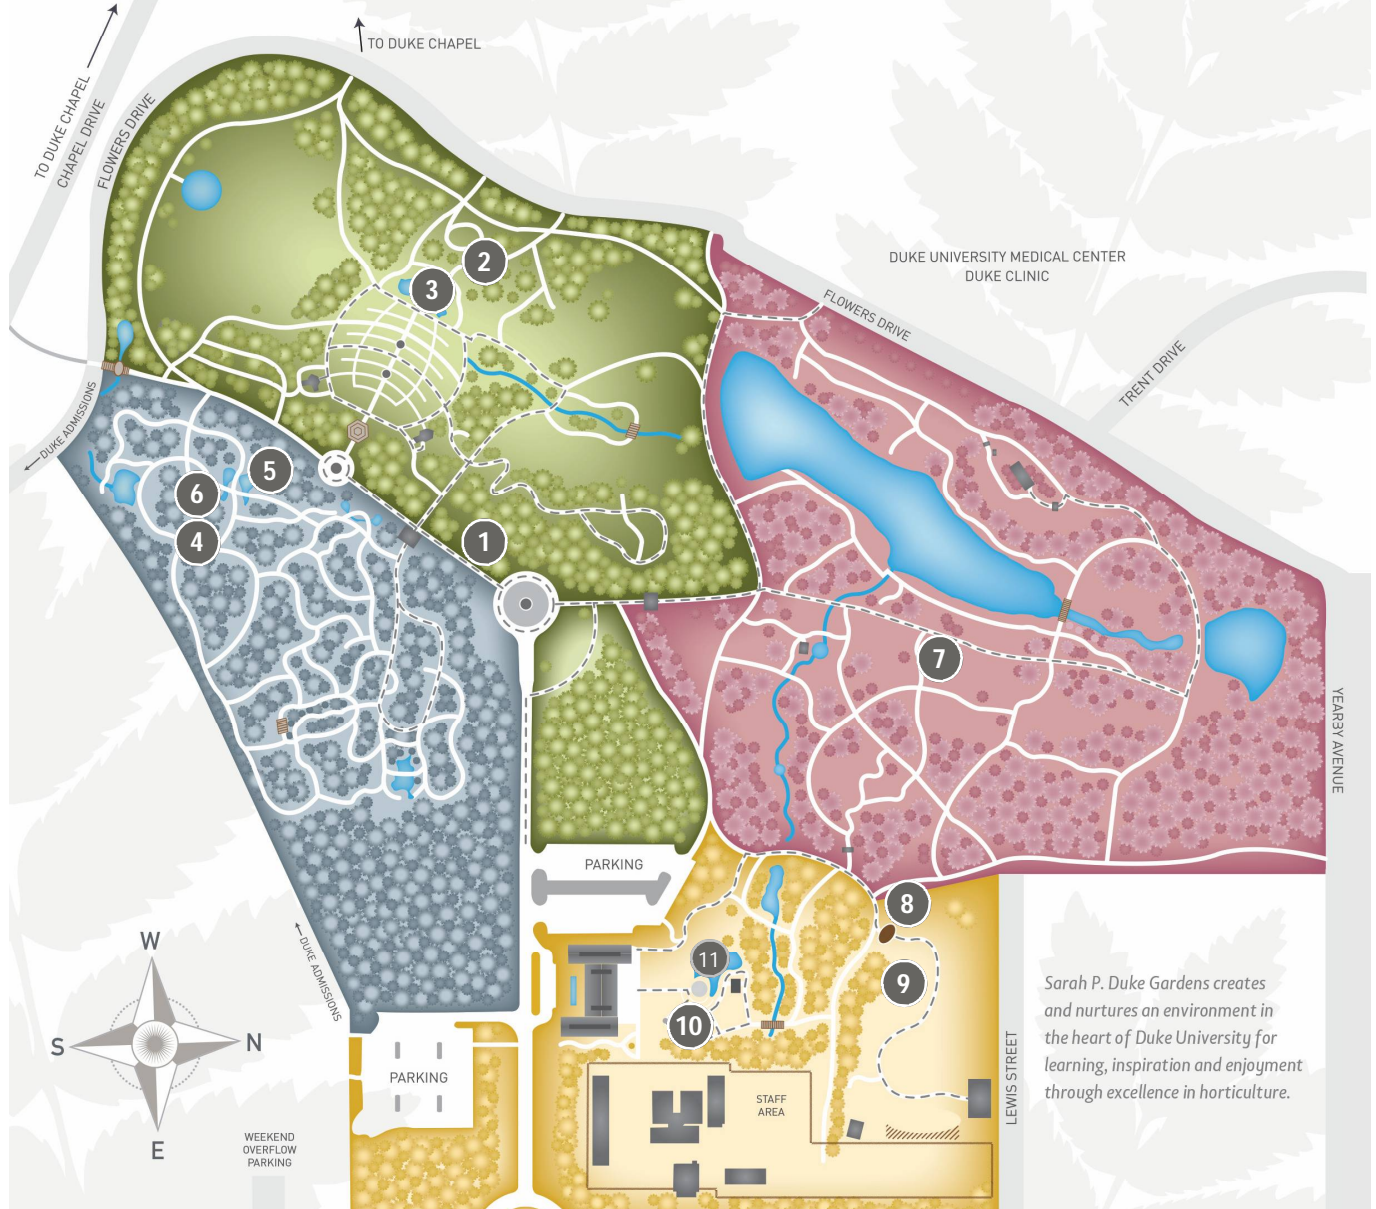 TO DUKE CHAPEL
TO DUKE CHAPEL
CHAPEL DRIVE
FLOWERS DRIVE
2
3
DUKE UNIVERSITY MEDICAL CENTER
DUKE CLINIC
FLOWERS DRIVE
TRENT DRIVE
DUKE ADMISSIONS
5
6
4
1
7
YEARBY AVENUE
PARKING
8
11
9
10
DUKE ADMISSIONS
W
S
N
E
PARKING
STAFF
AREA
WEEKEND
OVERFLOW
PARKING
LEWIS STREET
Sarah P. Duke Gardens creates
and nurtures an environment in
the heart of Duke University for
learning, inspiration and enjoyment
through excellence in horticulture.